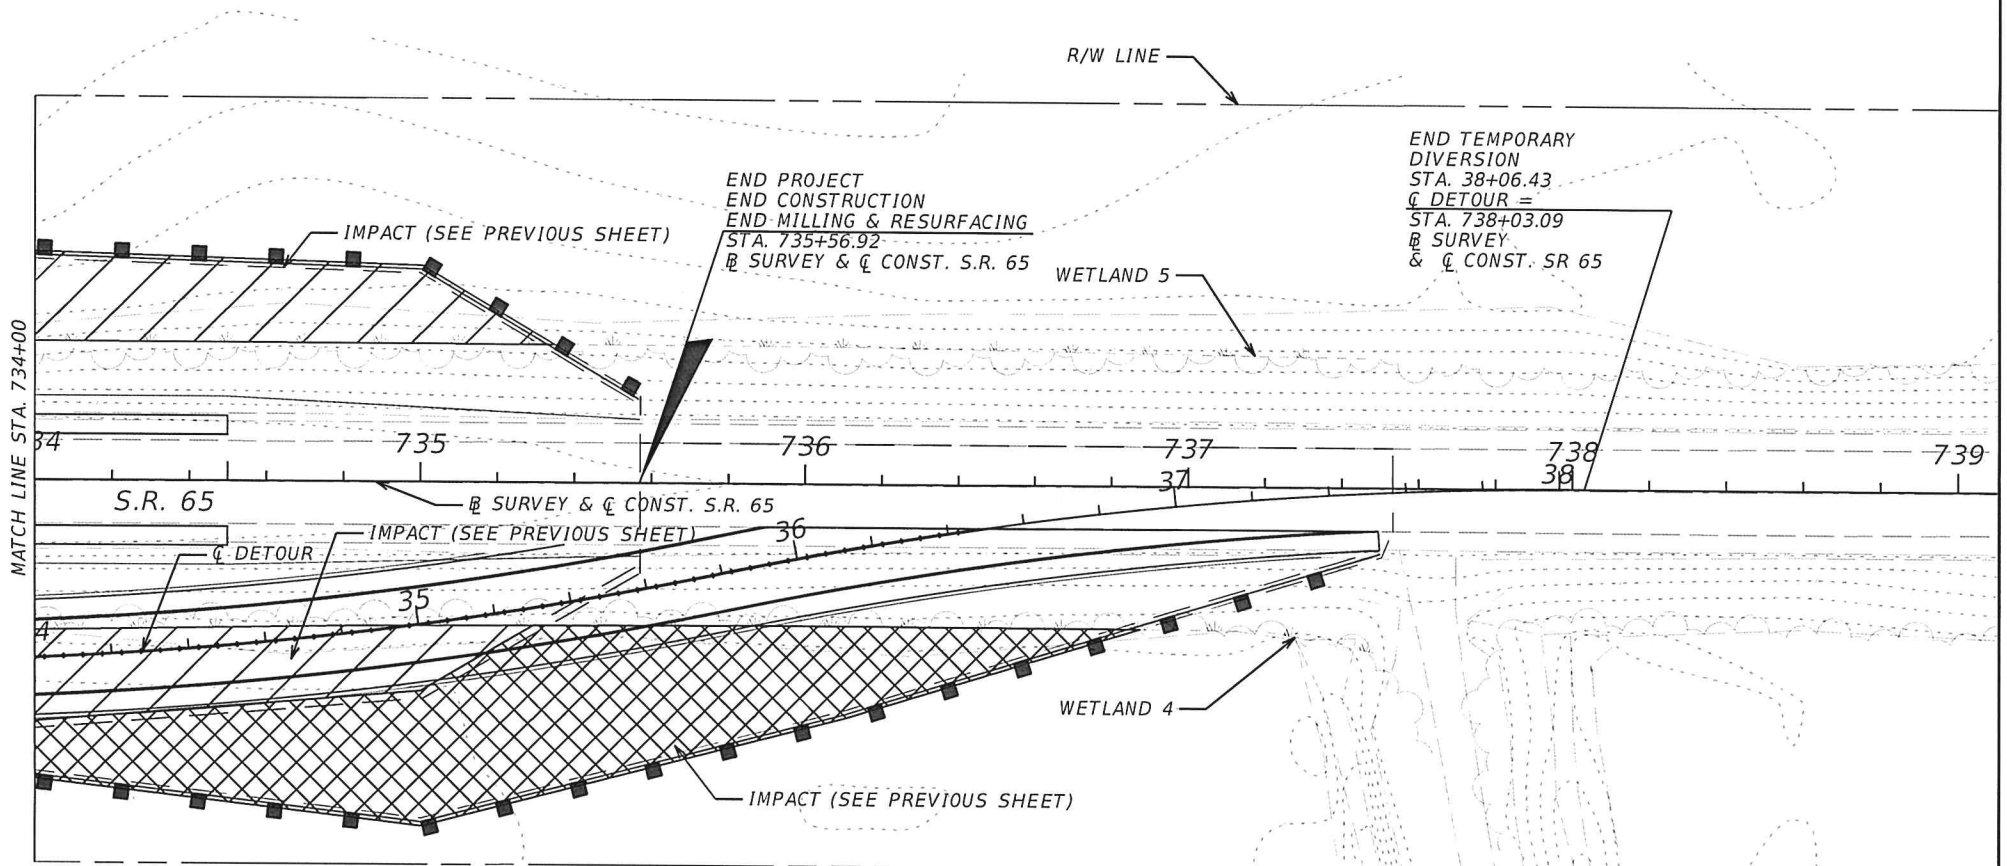 R/W LINE
END TEMPORARY
DIVERSION
STA. 38+06.43
℄ DETOUR =
STA. 738+03.09
B̲L SURVEY
& ℄ CONST. SR 65
END PROJECT
END CONSTRUCTION
END MILLING & RESURFACING
STA. 735+56.92
B̲L SURVEY & ℄ CONST. S.R. 65
IMPACT (SEE PREVIOUS SHEET)
WETLAND 5
MATCH LINE STA. 734+00
34
735
736
737
738
739
37
38
S.R. 65
B̲L SURVEY & ℄ CONST. S.R. 65
IMPACT (SEE PREVIOUS SHEET)
36
℄ DETOUR
35
4
WETLAND 4
IMPACT (SEE PREVIOUS SHEET)